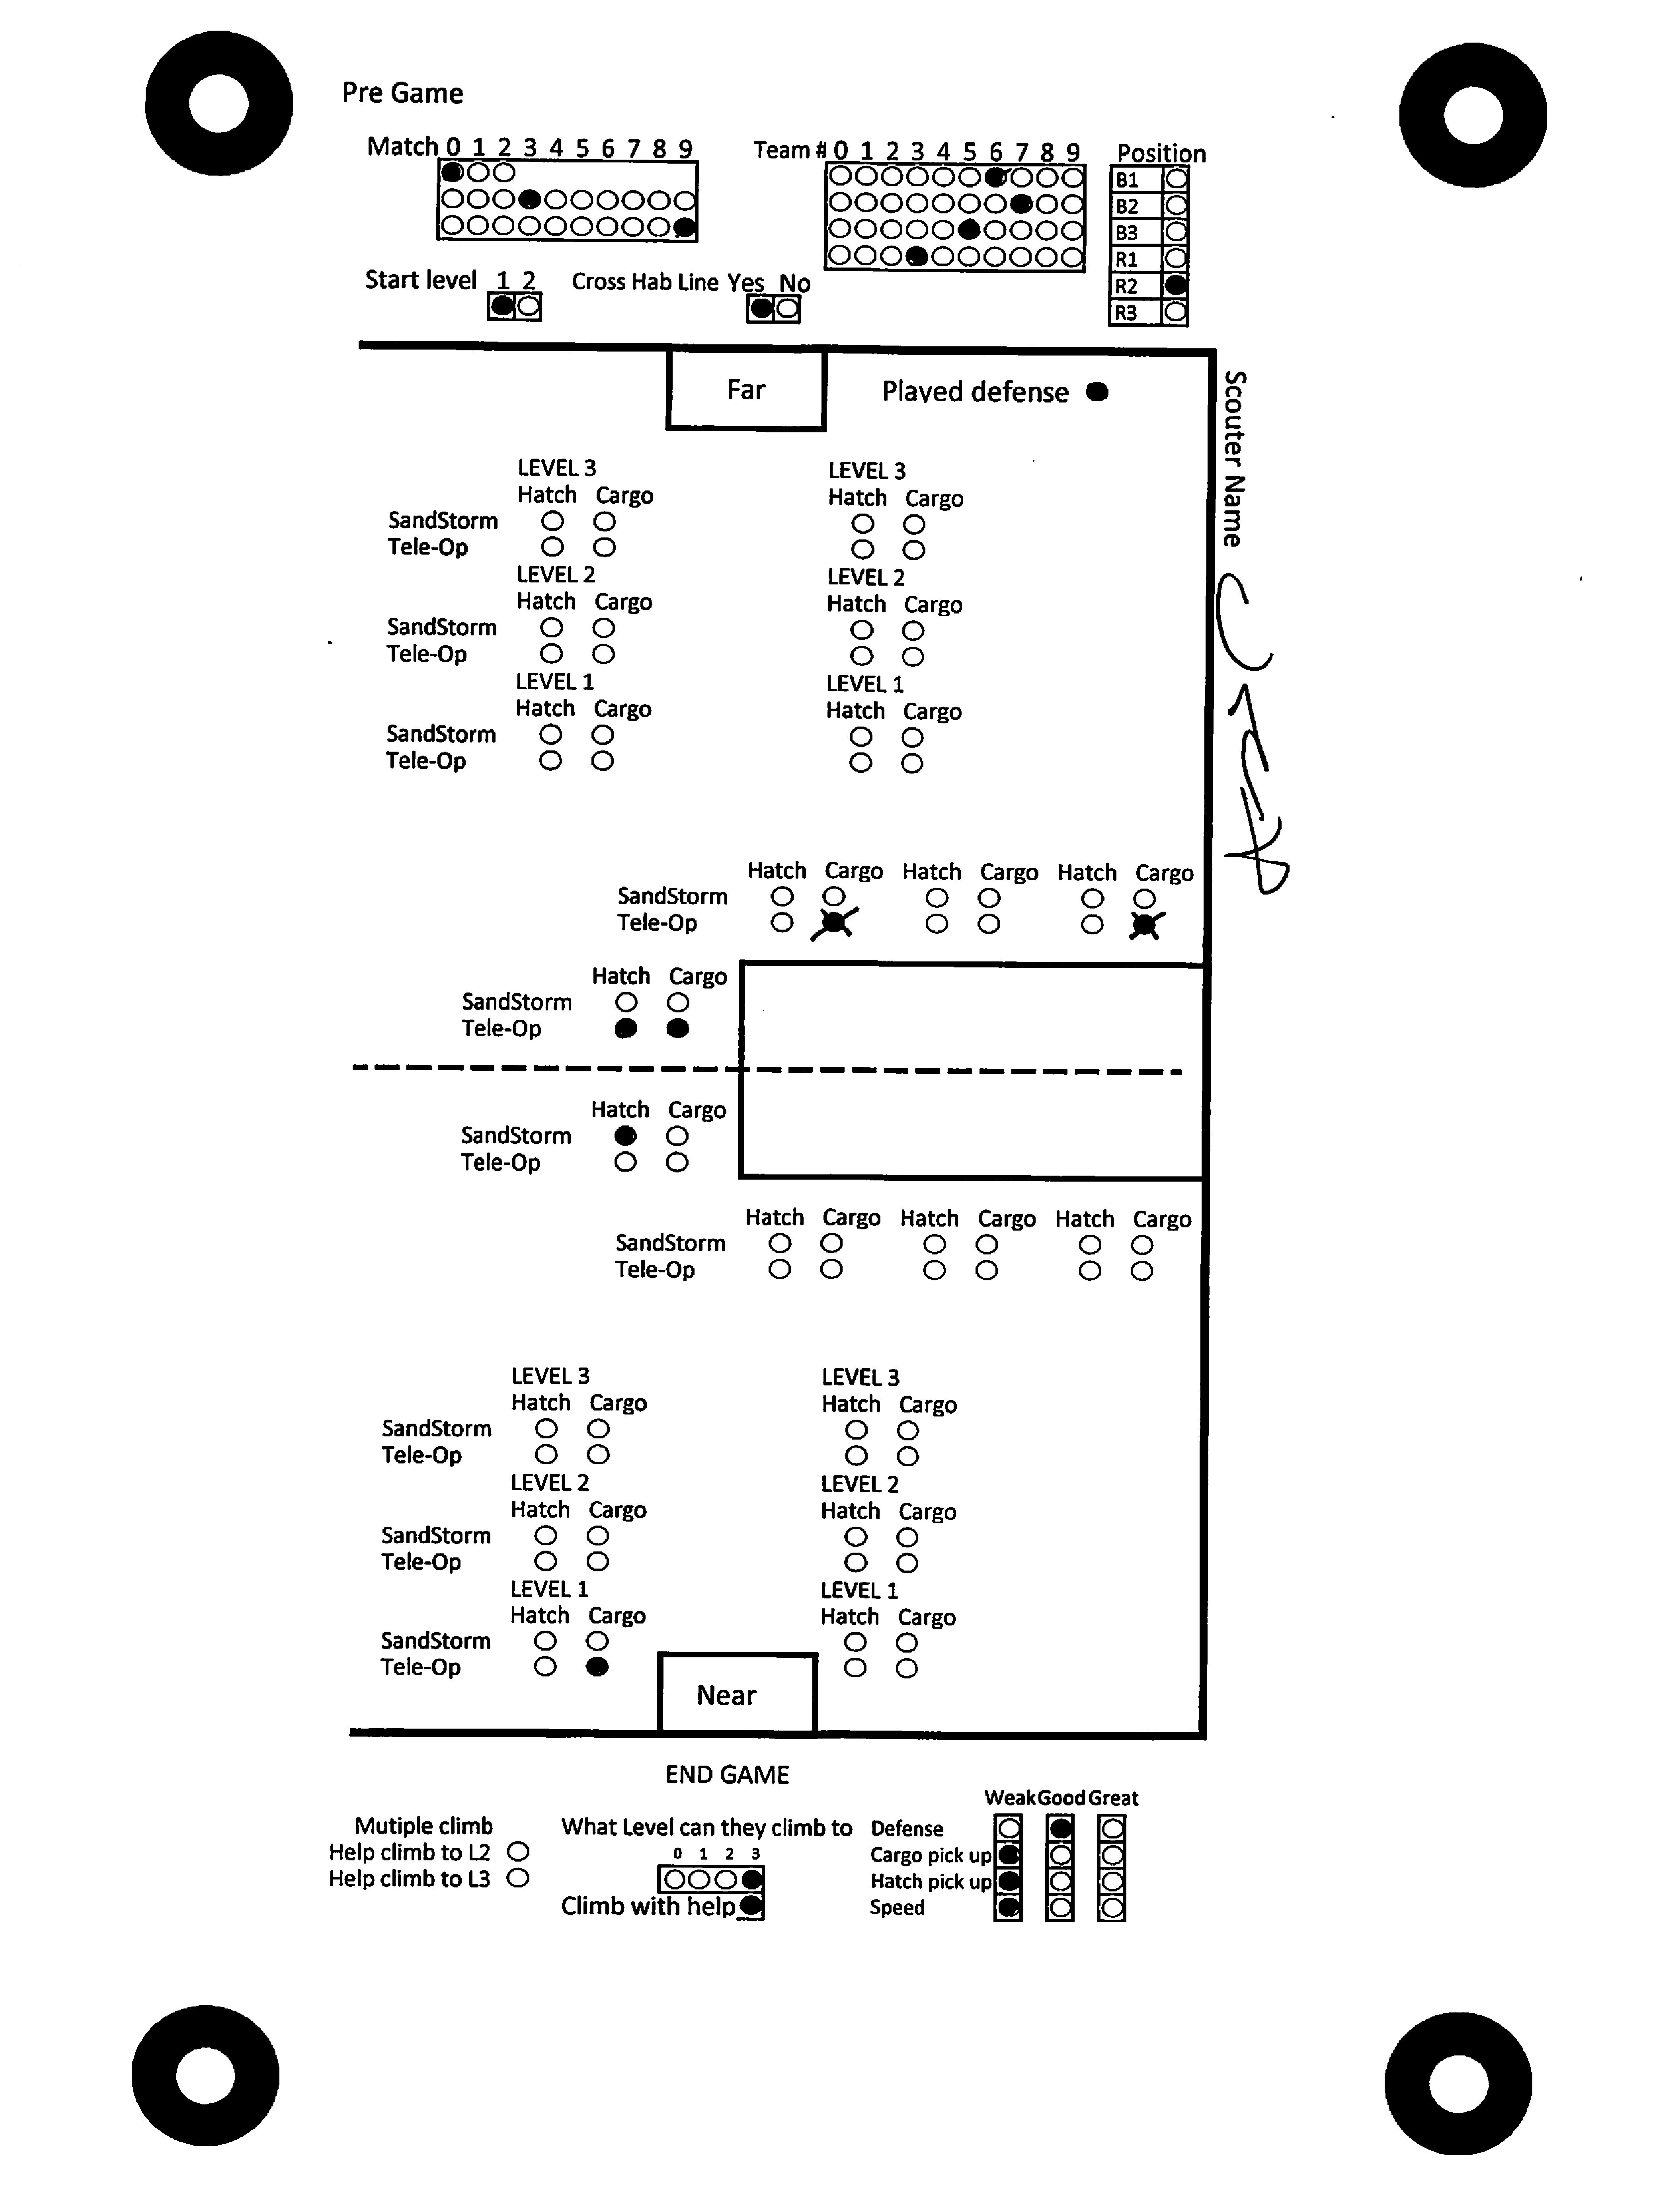 Pre Game
Match 0 1 2 3 4 5 6 7 8 9
Team # 0 1 2 3 4 5 6 7 8 9
Position
B1
B2
B3
R1
R2
R3
Start level 1 2
Cross Hab Line Yes No
Far
Played defense
Scouter Name
LEVEL 3 LEVEL 3
Hatch Cargo Hatch Cargo
SandStorm
Tele-Op
LEVEL 2 LEVEL 2
Hatch Cargo Hatch Cargo
SandStorm
Tele-Op
LEVEL 1 LEVEL 1
Hatch Cargo Hatch Cargo
SandStorm
Tele-Op
Hatch Cargo Hatch Cargo Hatch Cargo
SandStorm
Tele-Op
Hatch Cargo
SandStorm
Tele-Op
Hatch Cargo
SandStorm
Tele-Op
Hatch Cargo Hatch Cargo Hatch Cargo
SandStorm
Tele-Op
LEVEL 3 LEVEL 3
Hatch Cargo Hatch Cargo
SandStorm
Tele-Op
LEVEL 2 LEVEL 2
Hatch Cargo Hatch Cargo
SandStorm
Tele-Op
LEVEL 1 LEVEL 1
Hatch Cargo Hatch Cargo
SandStorm
Tele-Op
Near
END GAME
Mutiple climb
Help climb to L2
Help climb to L3
What Level can they climb to
0 1 2 3
Climb with help
Weak Good Great
Defense
Cargo pick up
Hatch pick up
Speed